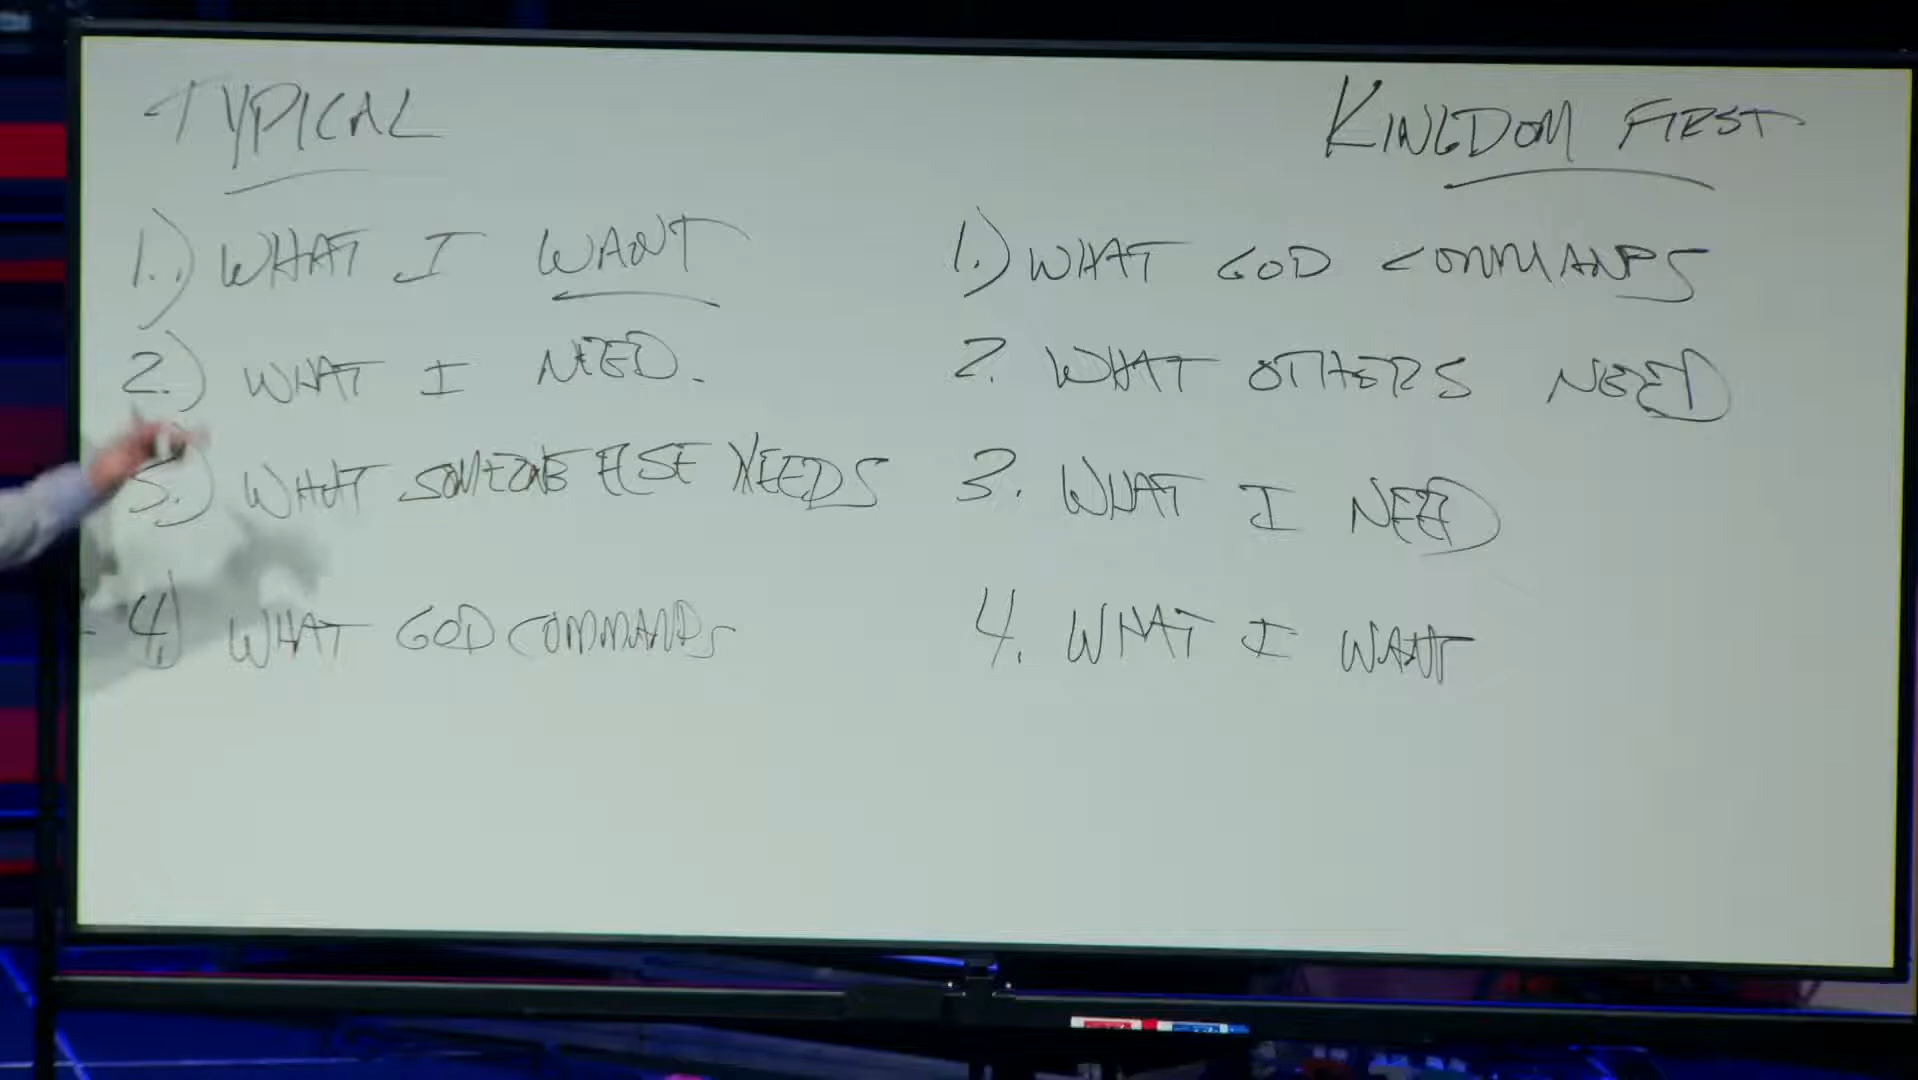 TYPICAL
1.) WHAT I WANT
2.) WHAT I NEED.
3.) WHAT SOMEONE ELSE NEEDS
4.) WHAT GOD COMMANDS
KINGDOM FIRST
1.) WHAT GOD COMMANDS
2. WHAT OTHERS NEED
3. WHAT I NEED
4. WHAT I WANT